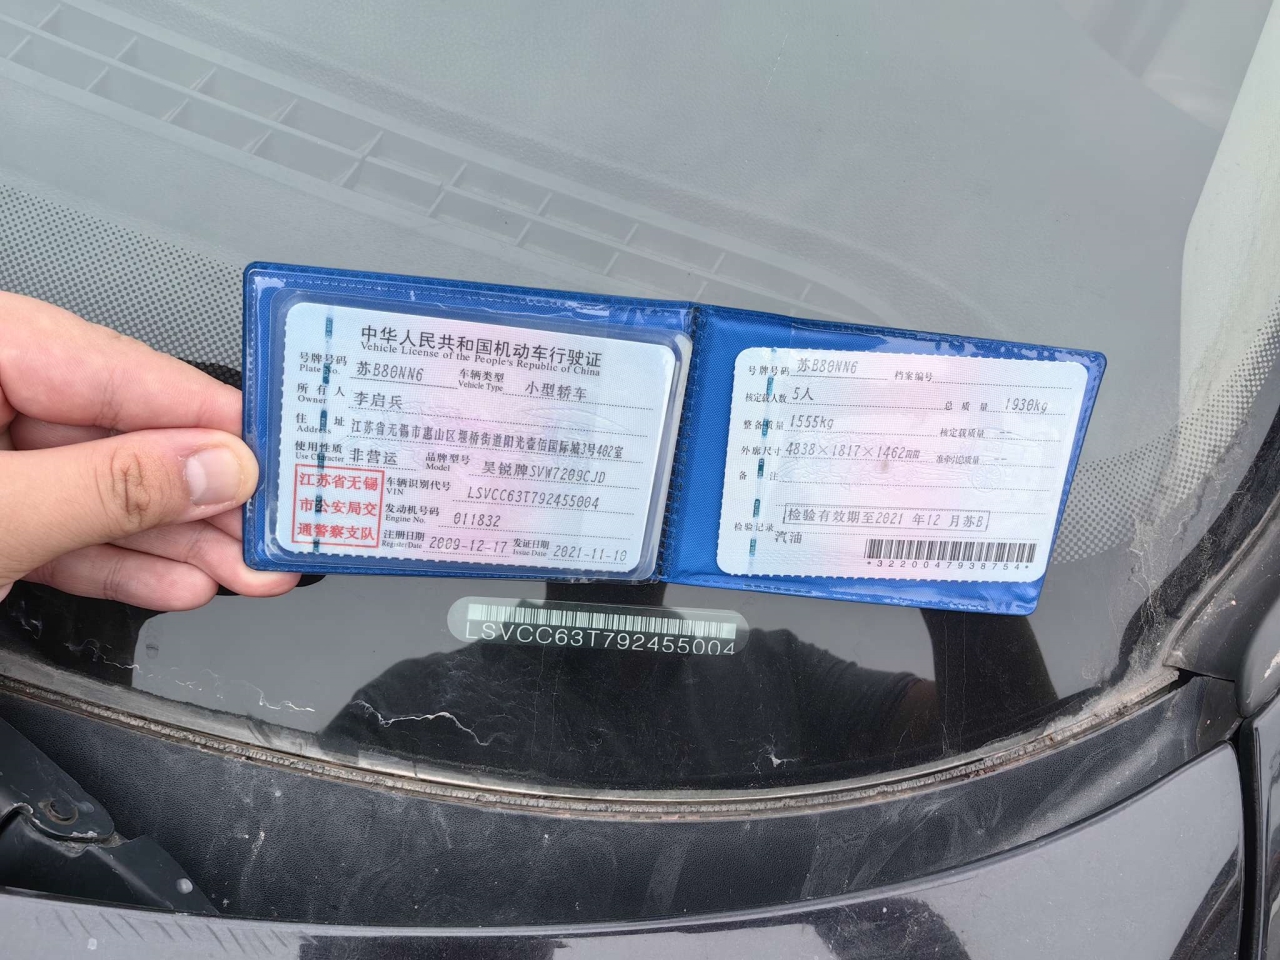 中华人民共和国机动车行驶证
Vehicle License of the People's Republic of China
号牌号码 苏B80NN6 车辆类型 小型轿车
Plate No. Vehicle Type
所有人 李启兵
Owner
住址 江苏省无锡市惠山区堰桥街道阳光壹佰国际城3号402室
Address
使用性质 非营运 品牌型号 昊锐牌SVW7209CJD
Use Character Model
江苏省无锡
市公安局交
通警察支队
车辆识别代号 LSVCC63T792455004
VIN
发动机号码 011832
Engine No.
注册日期 2009-12-17 发证日期 2021-11-10
Register Date Issue Date
号牌号码 苏B80NN6 档案编号
核定载人数 5人 总质量 1930kg
整备质量 1555kg 核定载质量 --
外廓尺寸 4838×1817×1462mm 准牵引总质量 --
备注
检验有效期至2021年12月苏B
检验记录
汽油
*3220047938754*
LSVCC63T792455004